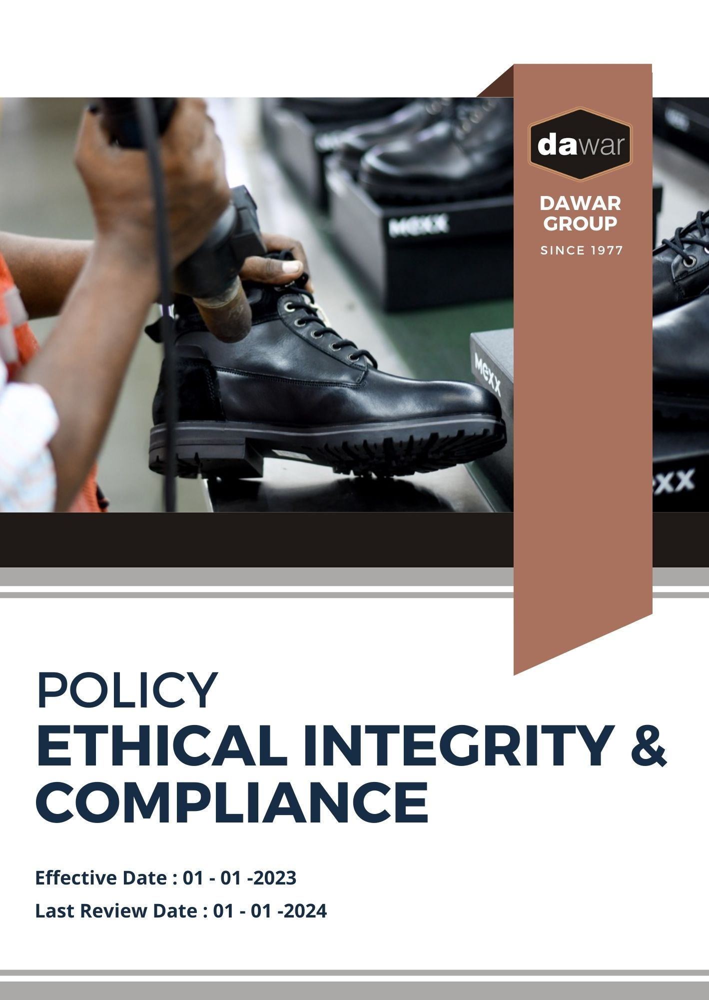 dawar
DAWAR
GROUP
SINCE 1977
Mexx
Mexx
xx
POLICY
ETHICAL INTEGRITY &
COMPLIANCE
Effective Date : 01 - 01 -2023
Last Review Date : 01 - 01 -2024